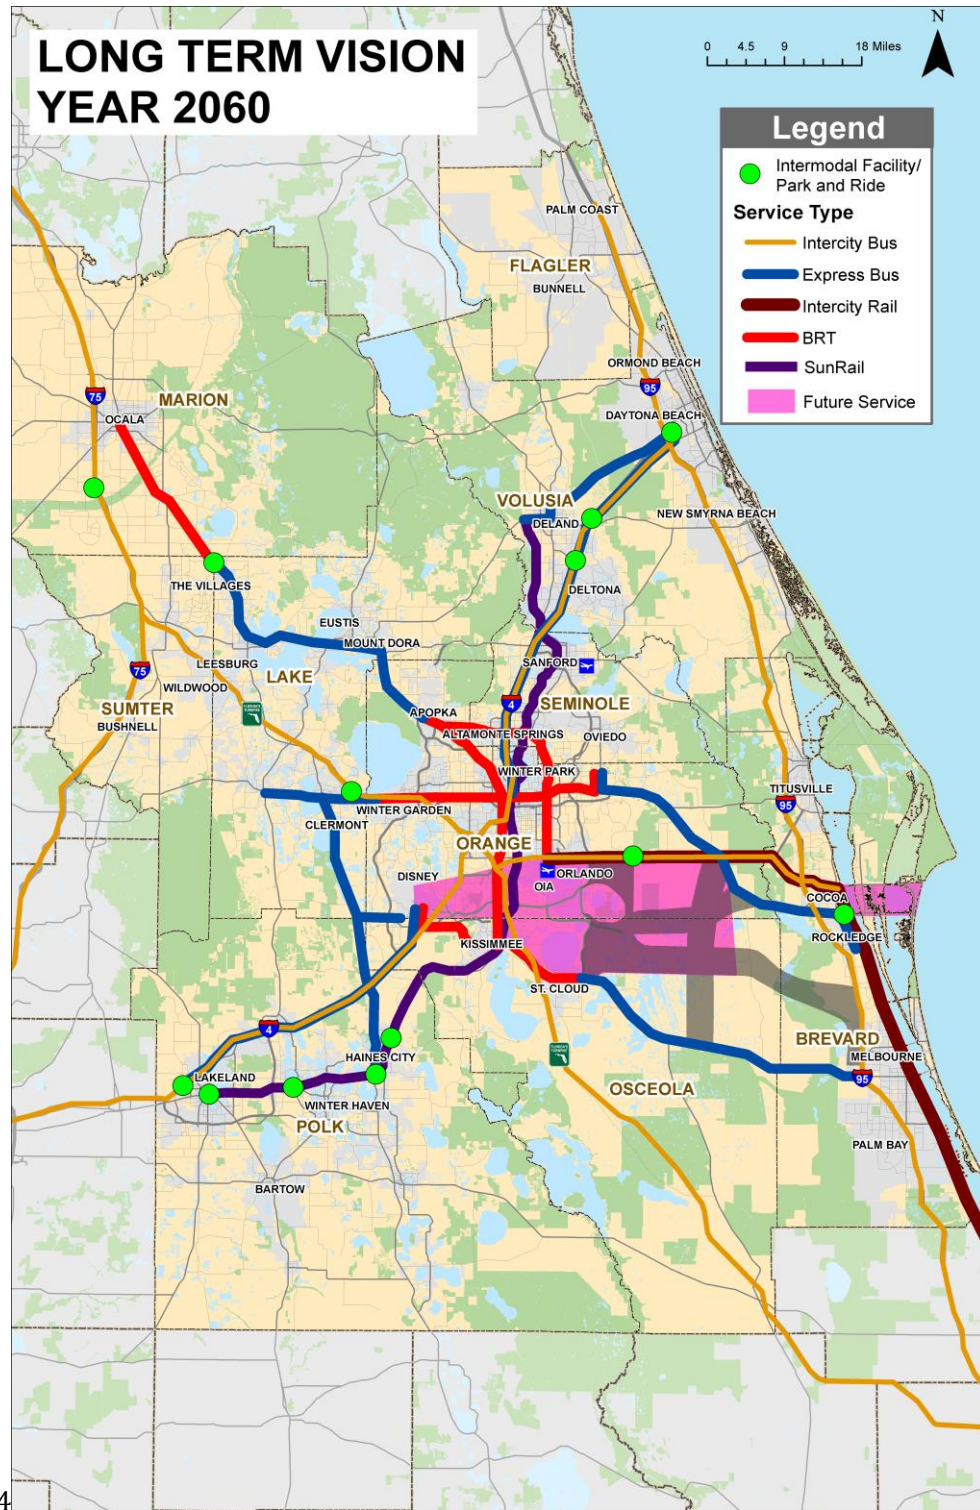 LONG TERM VISION
YEAR 2060
N
0 4.5 9 18 Miles
Legend
Intermodal Facility/
Park and Ride
Service Type
Intercity Bus
Express Bus
Intercity Rail
BRT
SunRail
Future Service
PALM COAST
FLAGLER
BUNNELL
ORMOND BEACH
95
75
MARION
OCALA
DAYTONA BEACH
VOLUSIA
DELAND
NEW SMYRNA BEACH
THE VILLAGES
DELTONA
EUSTIS
MOUNT DORA
LEESBURG
SANFORD
75
WILDWOOD
LAKE
SUMTER
BUSHNELL
4
SEMINOLE
APOPKA
ALTAMONTE SPRINGS
OVIEDO
WINTER PARK
TITUSVILLE
95
WINTER GARDEN
CLERMONT
ORANGE
DISNEY
ORLANDO
OIA
COCOA
ROCKLEDGE
KISSIMMEE
ST. CLOUD
4
BREVARD
HAINES CITY
MELBOURNE
LAKELAND
95
OSCEOLA
WINTER HAVEN
POLK
PALM BAY
BARTOW
4